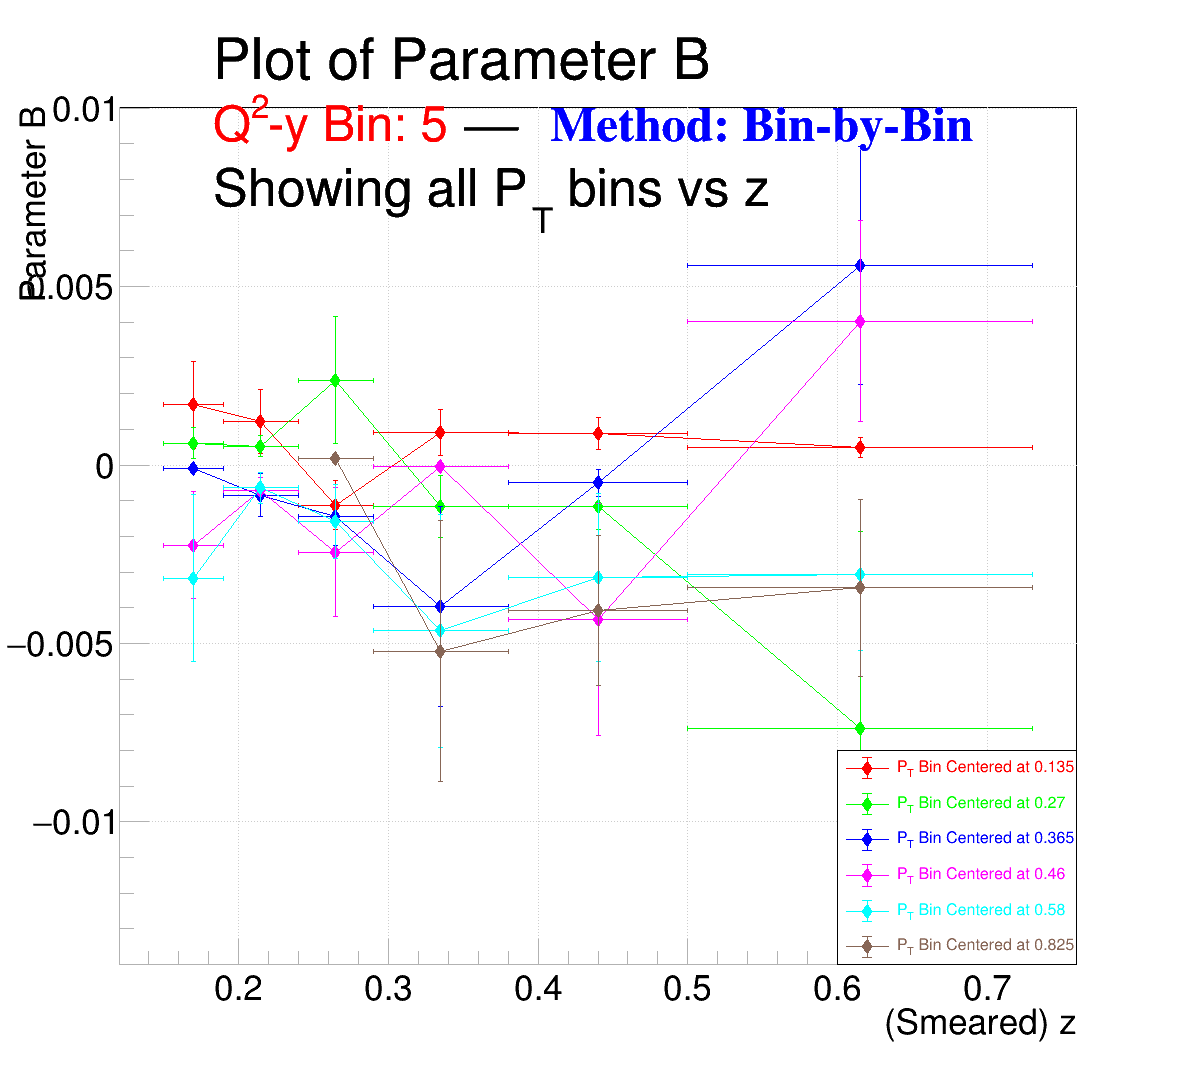 Plot of Parameter B
Q²-y Bin: 5 — Method: Bin-by-Bin
Showing all P_T bins vs z
Parameter B
0.01
0.005
0
−0.005
−0.01
P_T Bin Centered at 0.135
P_T Bin Centered at 0.27
P_T Bin Centered at 0.365
P_T Bin Centered at 0.46
P_T Bin Centered at 0.58
P_T Bin Centered at 0.825
0.2 0.3 0.4 0.5 0.6 0.7
(Smeared) z